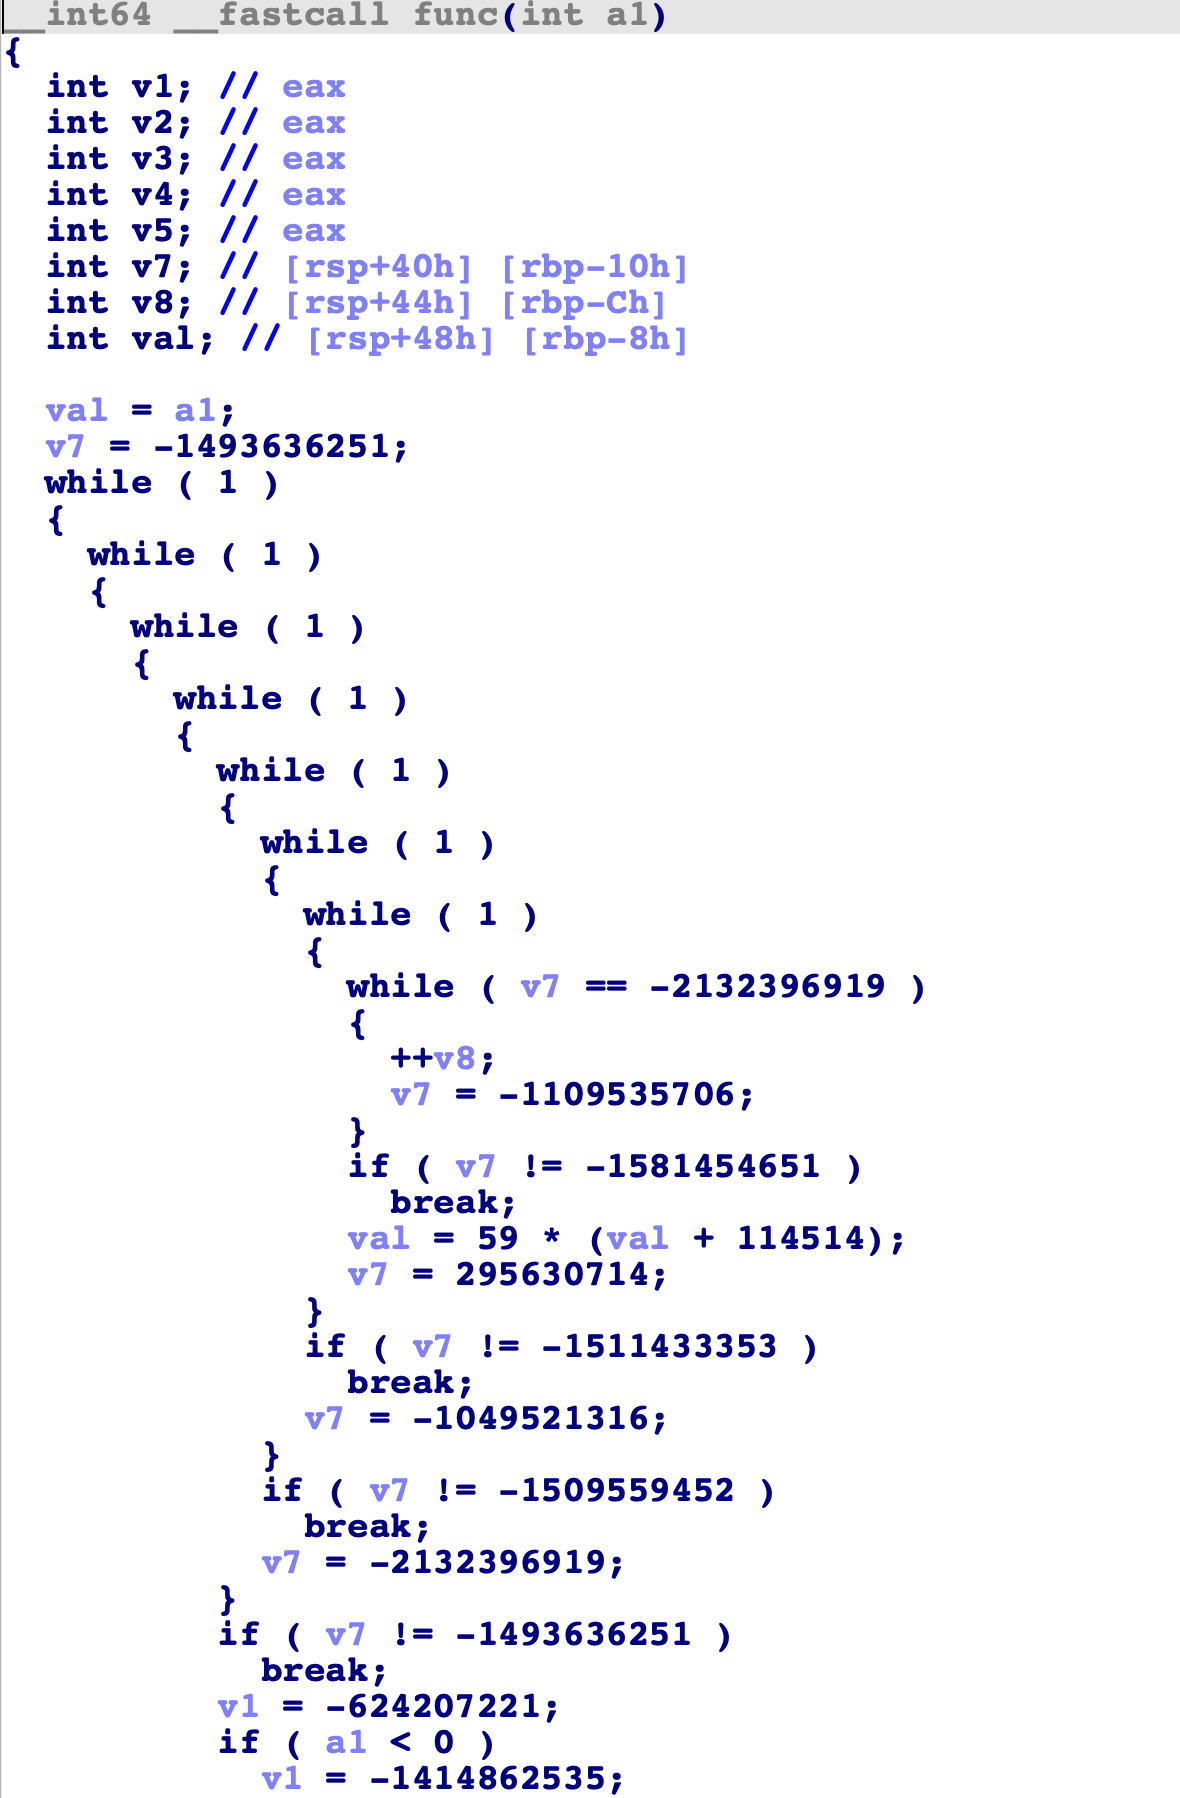 __int64 __fastcall func(int a1)
{
  int v1; // eax
  int v2; // eax
  int v3; // eax
  int v4; // eax
  int v5; // eax
  int v7; // [rsp+40h] [rbp-10h]
  int v8; // [rsp+44h] [rbp-Ch]
  int val; // [rsp+48h] [rbp-8h]

  val = a1;
  v7 = -1493636251;
  while ( 1 )
  {
    while ( 1 )
    {
      while ( 1 )
      {
        while ( 1 )
        {
          while ( 1 )
          {
            while ( 1 )
            {
              while ( 1 )
              {
                while ( v7 == -2132396919 )
                {
                  ++v8;
                  v7 = -1109535706;
                }
                if ( v7 != -1581454651 )
                  break;
                val = 59 * (val + 114514);
                v7 = 295630714;
              }
              if ( v7 != -1511433353 )
                break;
              v7 = -1049521316;
            }
            if ( v7 != -1509559452 )
              break;
            v7 = -2132396919;
          }
          if ( v7 != -1493636251 )
            break;
          v1 = -624207221;
          if ( a1 < 0 )
            v1 = -1414862535;